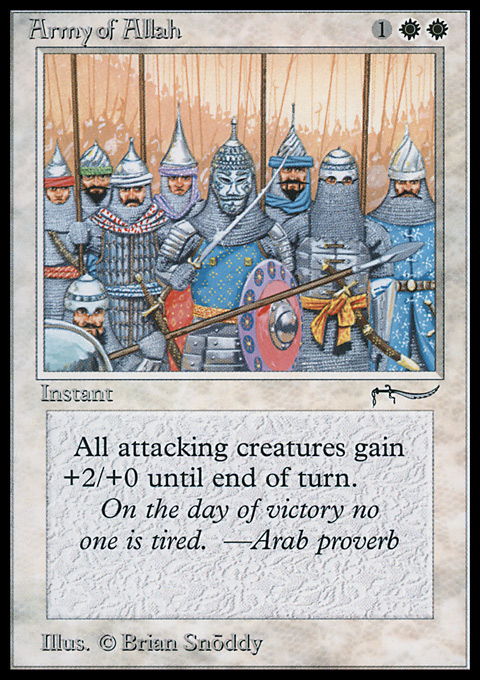 Army of Allah 1
Instant
All attacking creatures gain
+2/+0 until end of turn.
On the day of victory no
one is tired. —Arab proverb
Illus. © Brian Snōddy